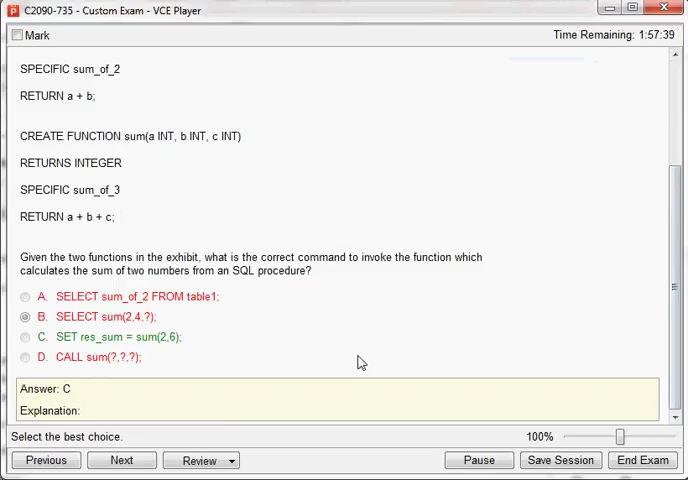 C2090-735 - Custom Exam - VCE Player
Mark
Time Remaining: 1:57:39
SPECIFIC sum_of_2
RETURN a + b;
CREATE FUNCTION sum(a INT, b INT, c INT)
RETURNS INTEGER
SPECIFIC sum_of_3
RETURN a + b + c;
Given the two functions in the exhibit, what is the correct command to invoke the function which
calculates the sum of two numbers from an SQL procedure?
A. SELECT sum_of_2 FROM table1;
B. SELECT sum(2,4,?);
C. SET res_sum = sum(2,6);
D. CALL sum(?,?,?);
Answer: C
Explanation:
Select the best choice.
100%
Previous
Next
Review
Pause
Save Session
End Exam